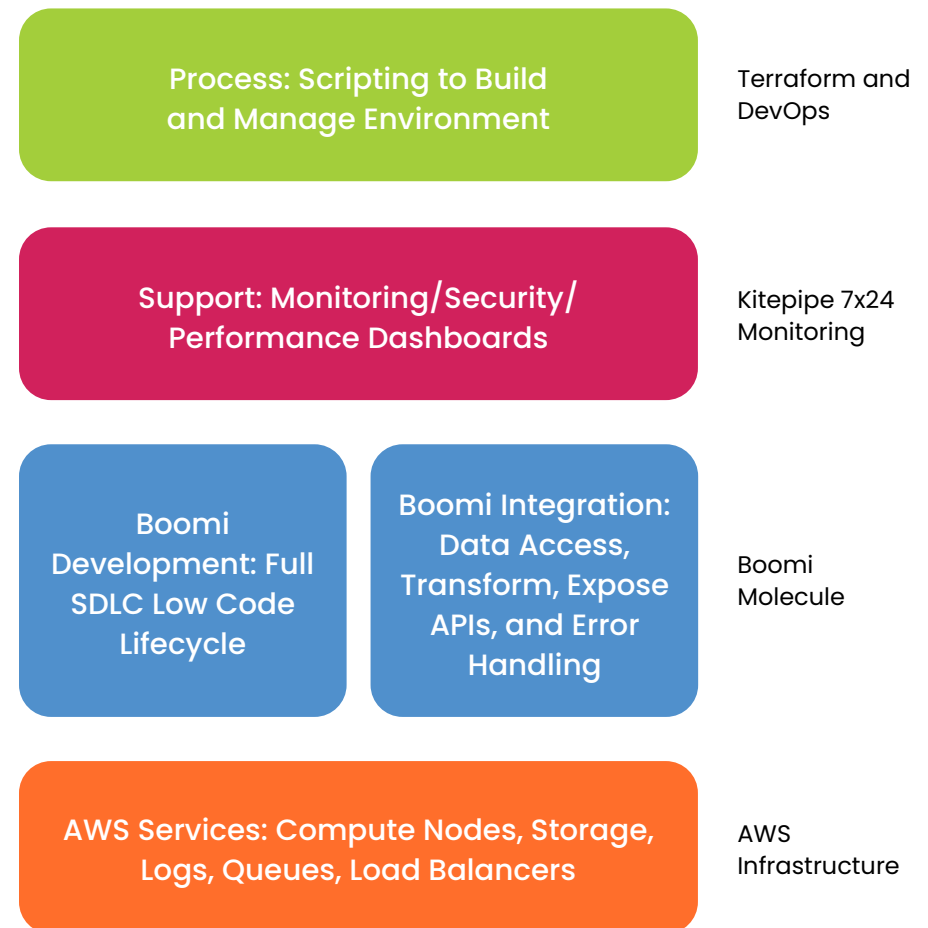 Process: Scripting to Build
and Manage Environment
Terraform and
DevOps
Support: Monitoring/Security/
Performance Dashboards
Kitepipe 7x24
Monitoring
Boomi
Development: Full
SDLC Low Code
Lifecycle
Boomi Integration:
Data Access,
Transform, Expose
APIs, and Error
Handling
Boomi
Molecule
AWS Services: Compute Nodes, Storage,
Logs, Queues, Load Balancers
AWS
Infrastructure